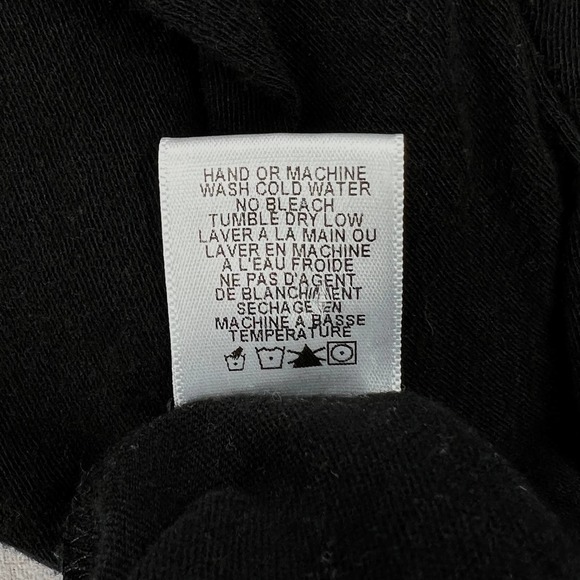 HAND OR MACHINE
WASH COLD WATER
NO BLEACH
TUMBLE DRY LOW
LAVER A LA MAIN OU
LAVER EN MACHINE
A L'EAU FROIDE
NE PAS D'AGENT
DE BLANCHIMENT
SECHAGE EN
MACHINE A BASSE
TEMPERATURE